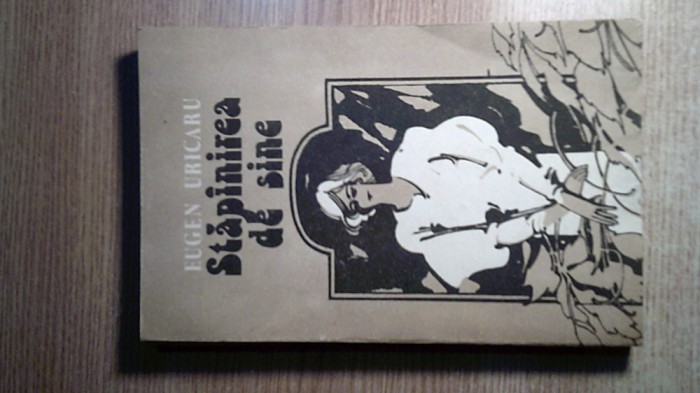 EUGEN URICARU
Stăpînirea
de sine